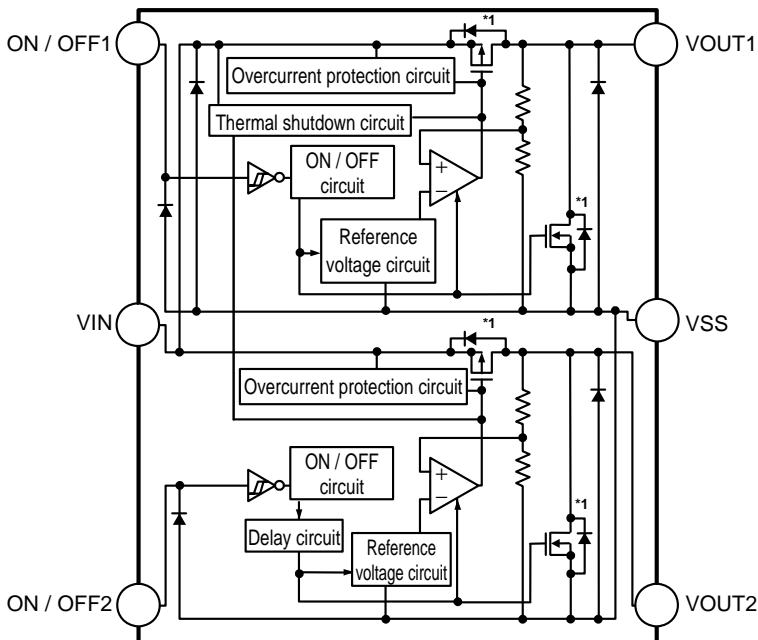 *1
ON / OFF1
VOUT1
Overcurrent protection circuit
Thermal shutdown circuit
ON / OFF
circuit
+
−
*1
Reference
voltage circuit
VIN
VSS
*1
Overcurrent protection circuit
ON / OFF
circuit
+
−
*1
Delay circuit
Reference
voltage circuit
ON / OFF2
VOUT2